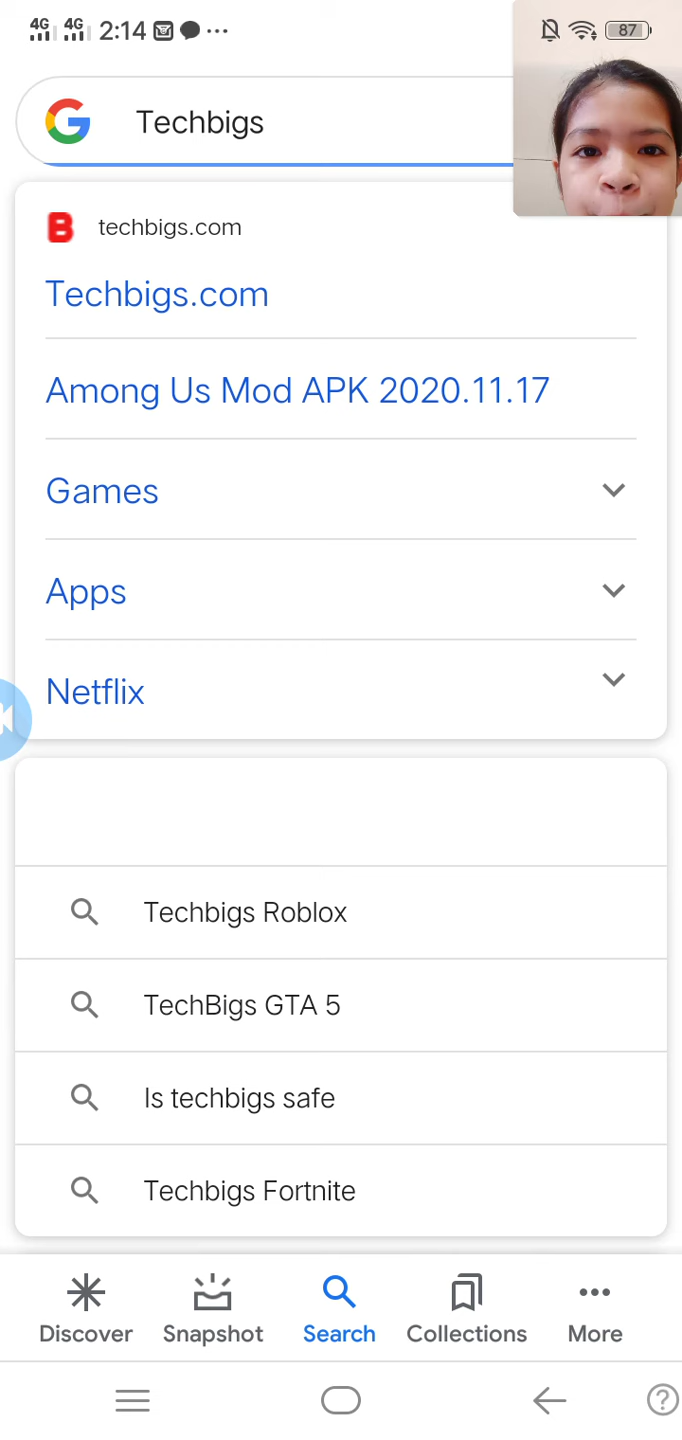 4G 4G 2:14 87
Techbigs
techbigs.com
Techbigs.com
Among Us Mod APK 2020.11.17
Games
Apps
Netflix
Techbigs Roblox
TechBigs GTA 5
Is techbigs safe
Techbigs Fortnite
Discover Snapshot Search Collections More